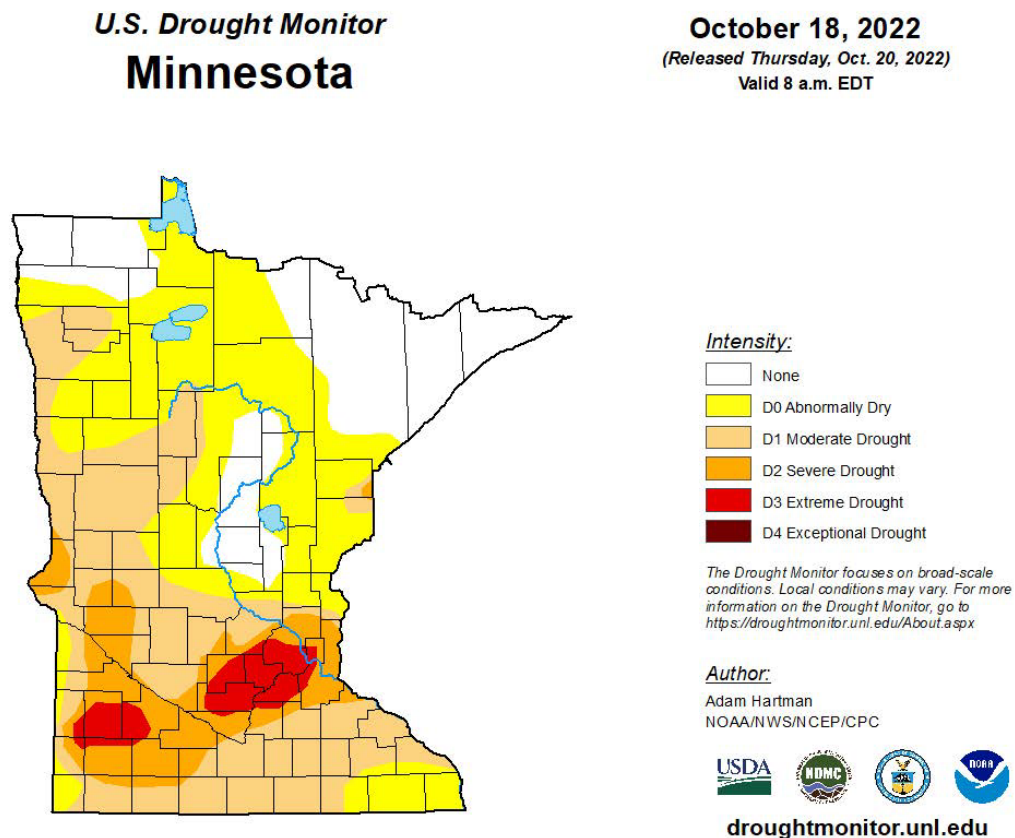 U.S. Drought Monitor
Minnesota
October 18, 2022
(Released Thursday, Oct. 20, 2022)
Valid 8 a.m. EDT
Intensity:
None
D0 Abnormally Dry
D1 Moderate Drought
D2 Severe Drought
D3 Extreme Drought
D4 Exceptional Drought
The Drought Monitor focuses on broad-scale
conditions. Local conditions may vary. For more
information on the Drought Monitor, go to
https://droughtmonitor.unl.edu/About.aspx
Author:
Adam Hartman
NOAA/NWS/NCEP/CPC
USDA
NDMC
NOAA
droughtmonitor.unl.edu